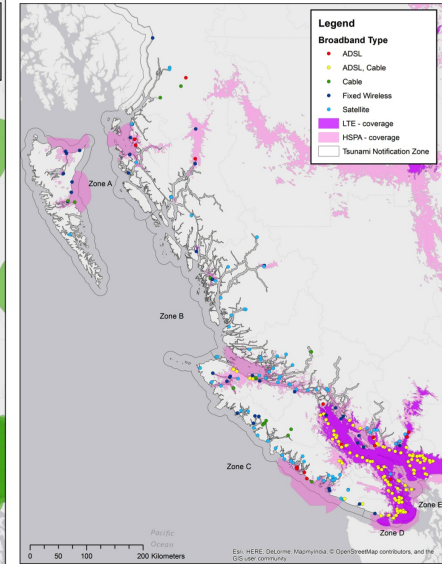 Legend
Broadband Type
ADSL
ADSL, Cable
Cable
Fixed Wireless
Satellite
LTE - coverage
HSPA - coverage
Tsunami Notification Zone
Zone A
Zone B
Zone C
Zone E
Zone D
Pacific
Ocean
0 50 100 200 Kilometers
Esri, HERE, DeLorme, MapmyIndia, © OpenStreetMap contributors, and the
GIS user community